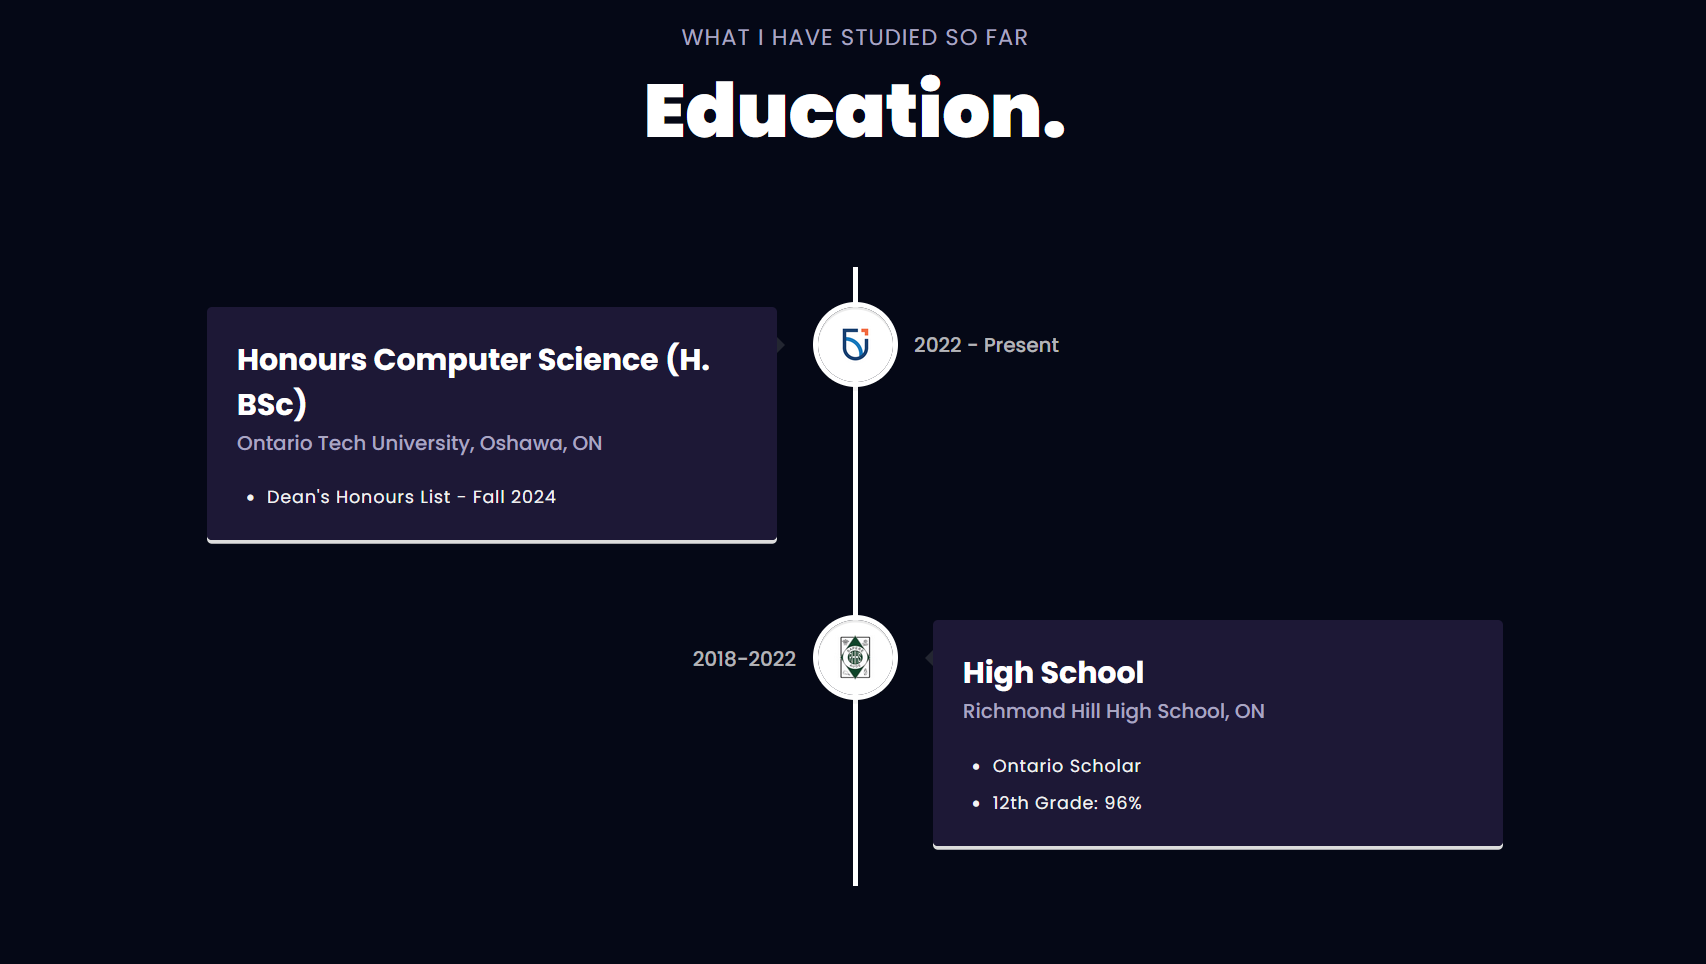 WHAT I HAVE STUDIED SO FAR
Education.
Honours Computer Science (H.
BSc)
Ontario Tech University, Oshawa, ON
• Dean's Honours List - Fall 2024
2022 - Present
2018-2022
High School
Richmond Hill High School, ON
• Ontario Scholar
• 12th Grade: 96%